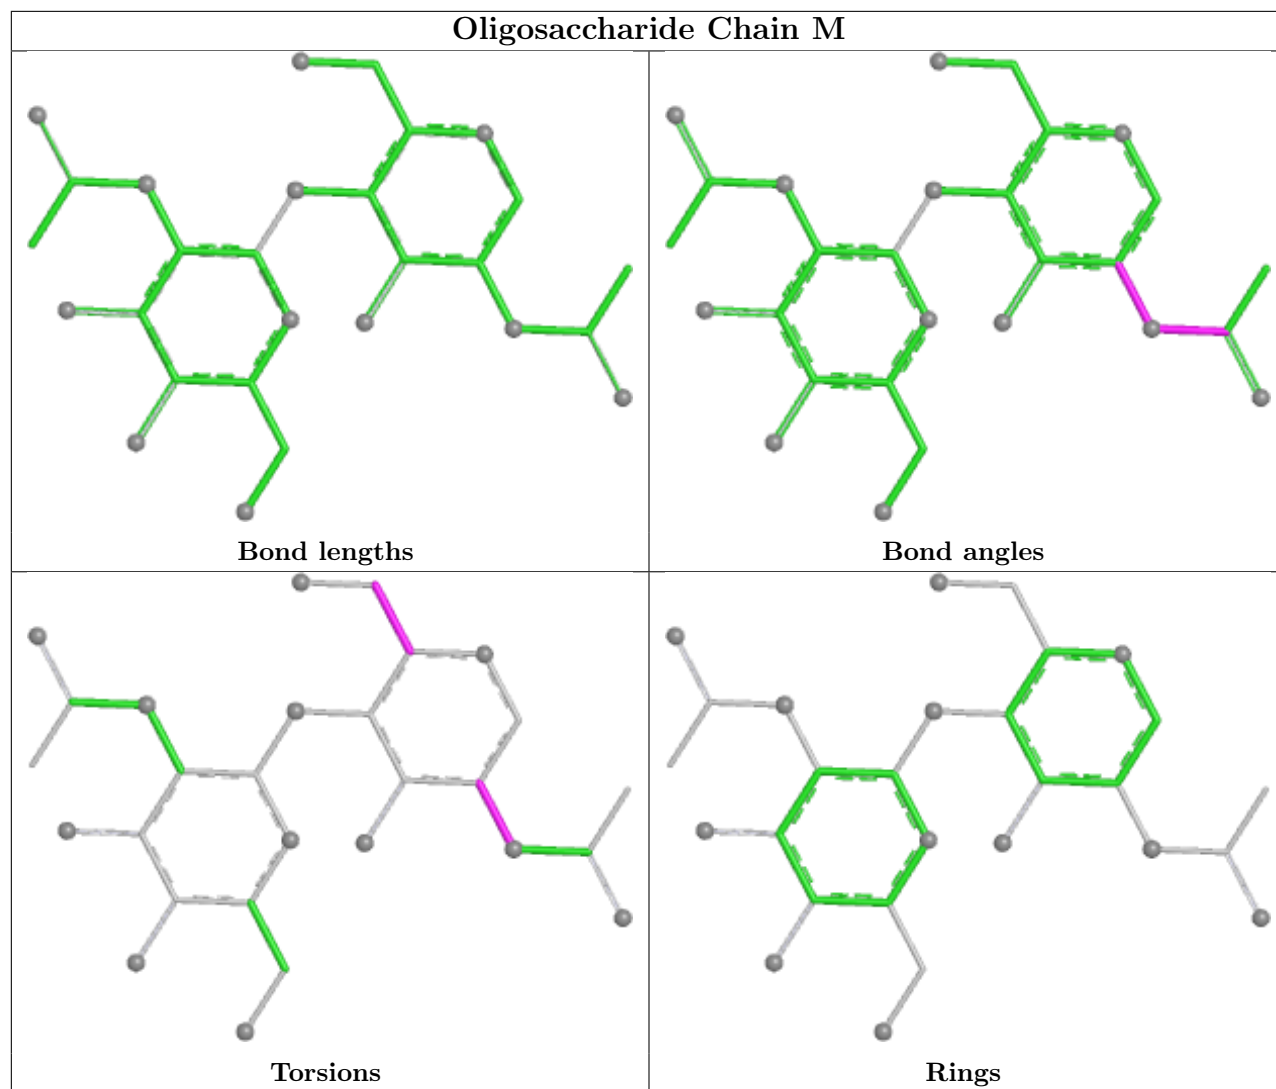 Oligosaccharide Chain M
Bond lengths
Bond angles
Torsions
Rings